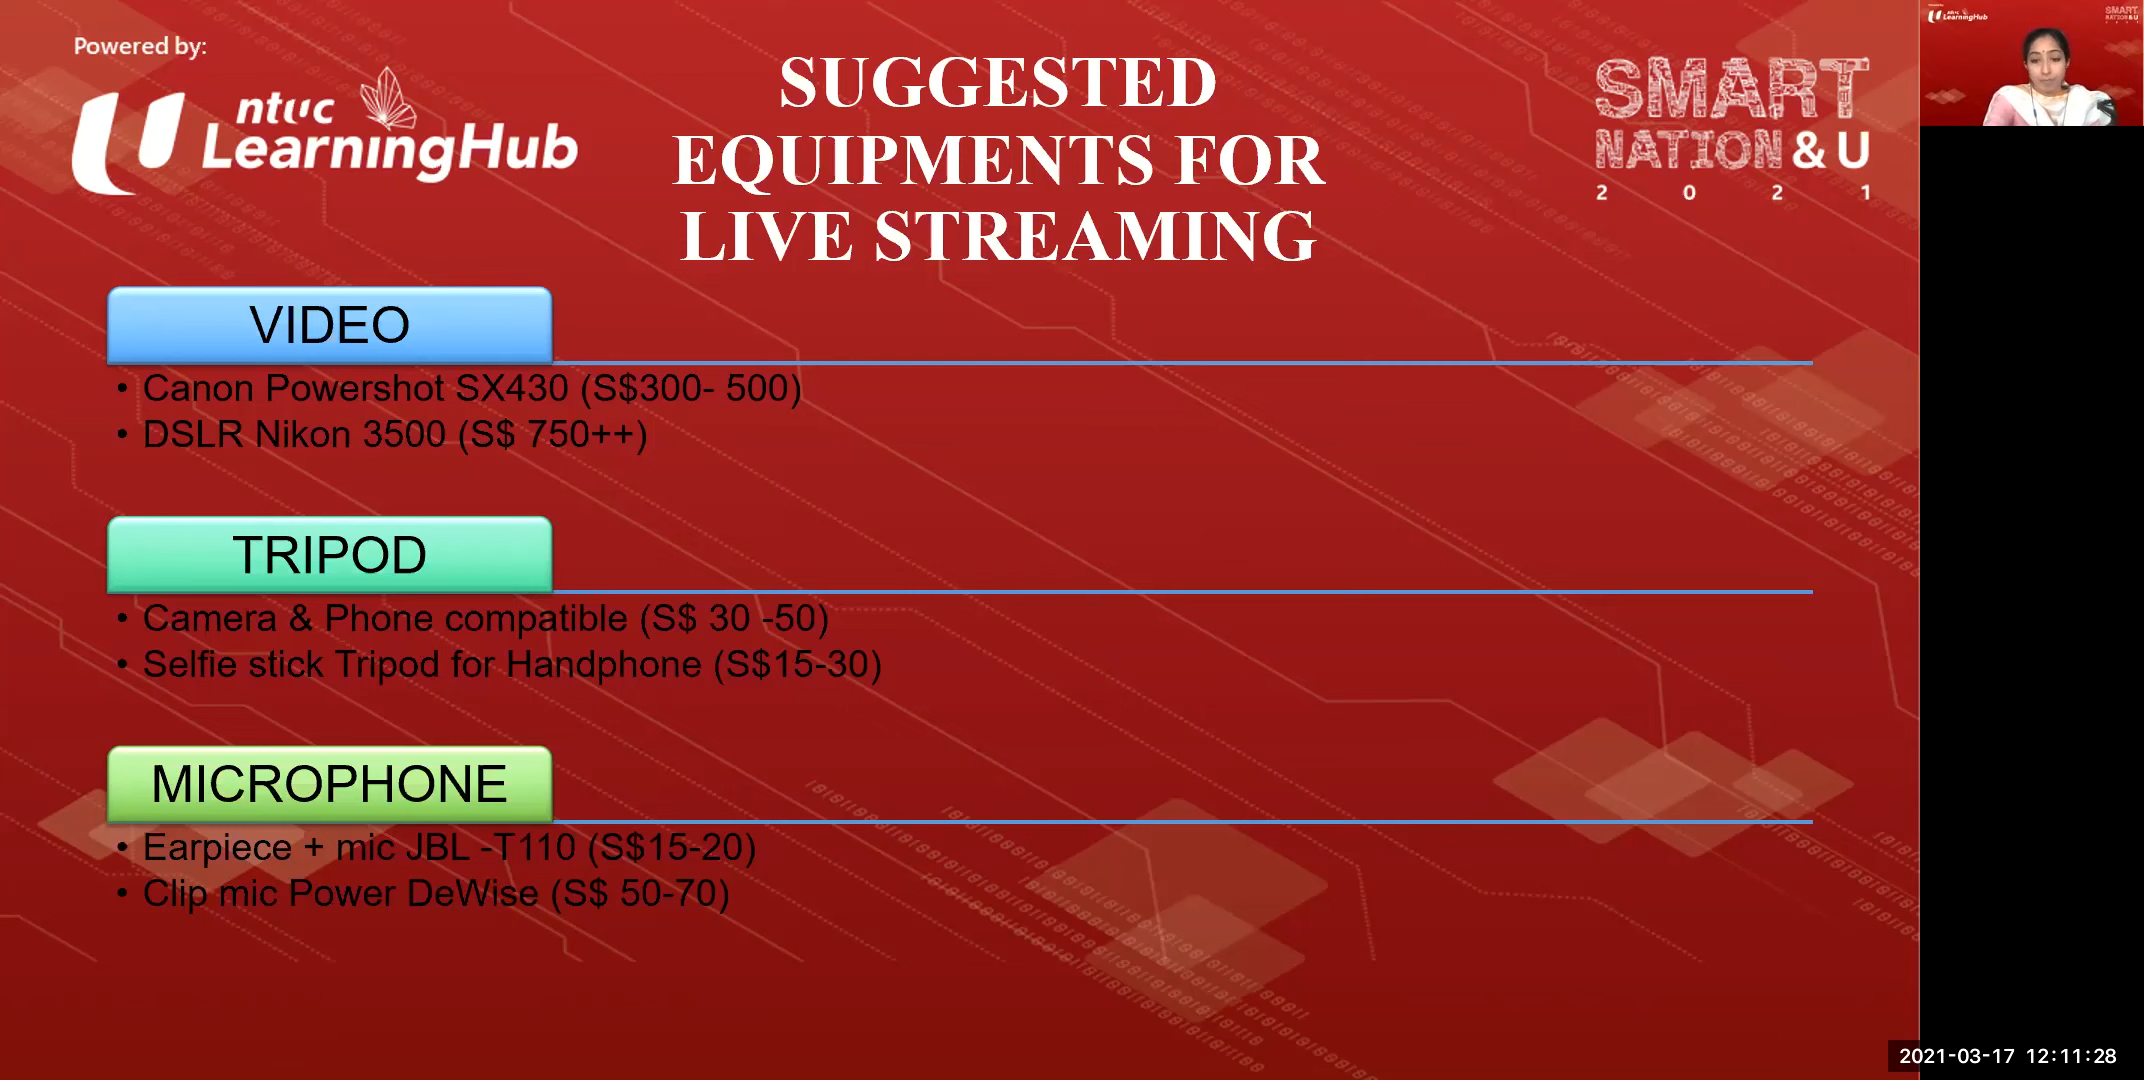 Powered by:
ntuc
LearningHub
SUGGESTED
EQUIPMENTS FOR
LIVE STREAMING
SMART
NATION & U
2 0 2 1
VIDEO
• Canon Powershot SX430 (S$300- 500)
• DSLR Nikon 3500 (S$ 750++)
TRIPOD
• Camera & Phone compatible (S$ 30 -50)
• Selfie stick Tripod for Handphone (S$15-30)
MICROPHONE
• Earpiece + mic JBL -T110 (S$15-20)
• Clip mic Power DeWise (S$ 50-70)
LearningHub
SMART
NATION & U
2021-03-17 12:11:28